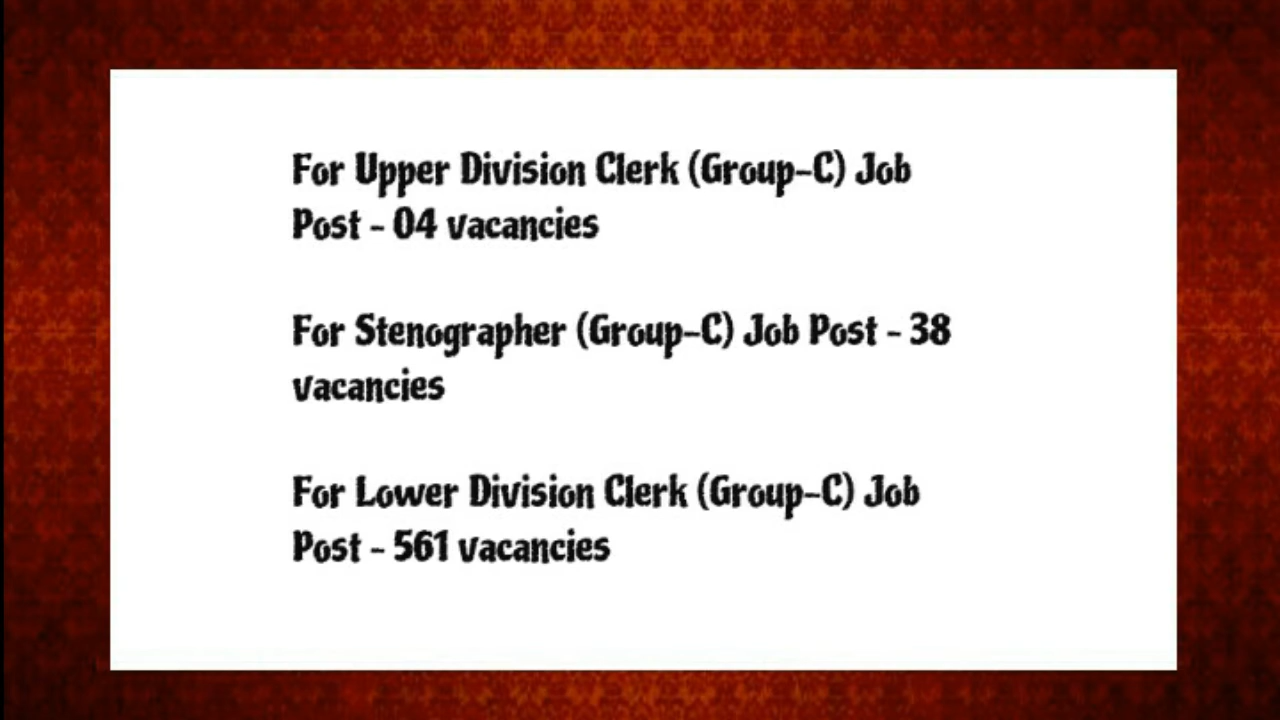 For Upper Division Clerk (Group-C) Job
Post - 04 vacancies
For Stenographer (Group-C) Job Post - 38
vacancies
For Lower Division Clerk (Group-C) Job
Post - 561 vacancies